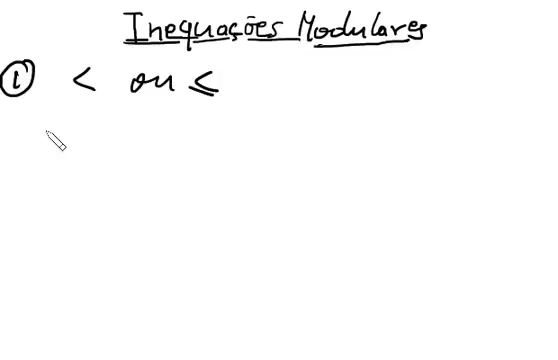 Inequações Modulares
① < ou ≤